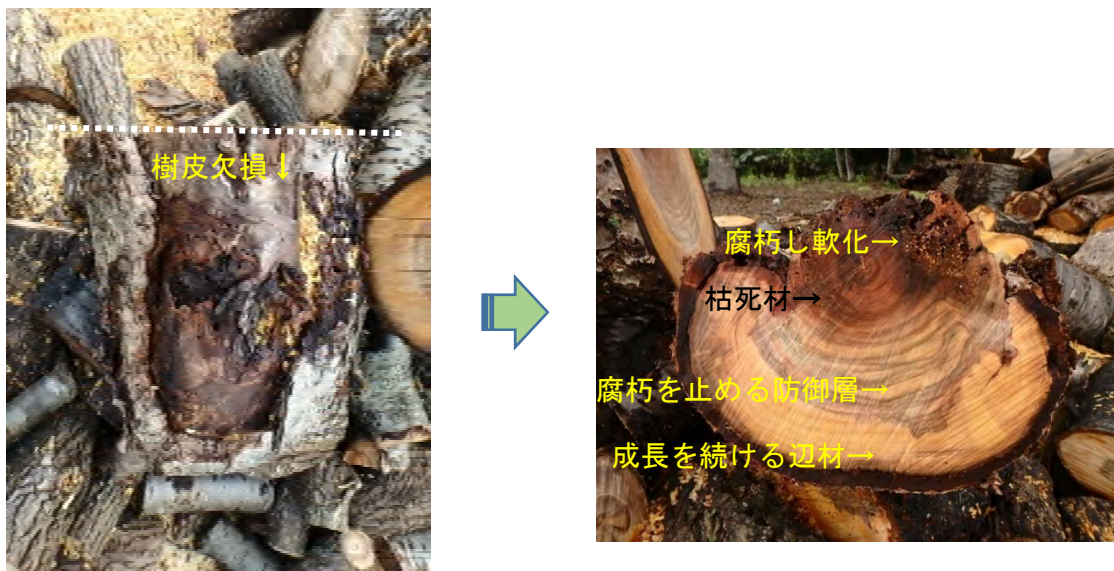 樹皮欠損↓
腐朽し軟化→
枯死材→
腐朽を止める防御層→
成長を続ける辺材→